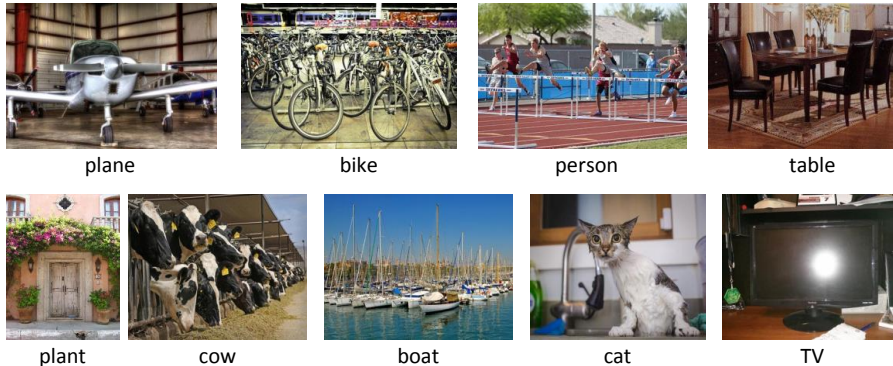 plane
bike
person
table
plant
cow
boat
cat
TV